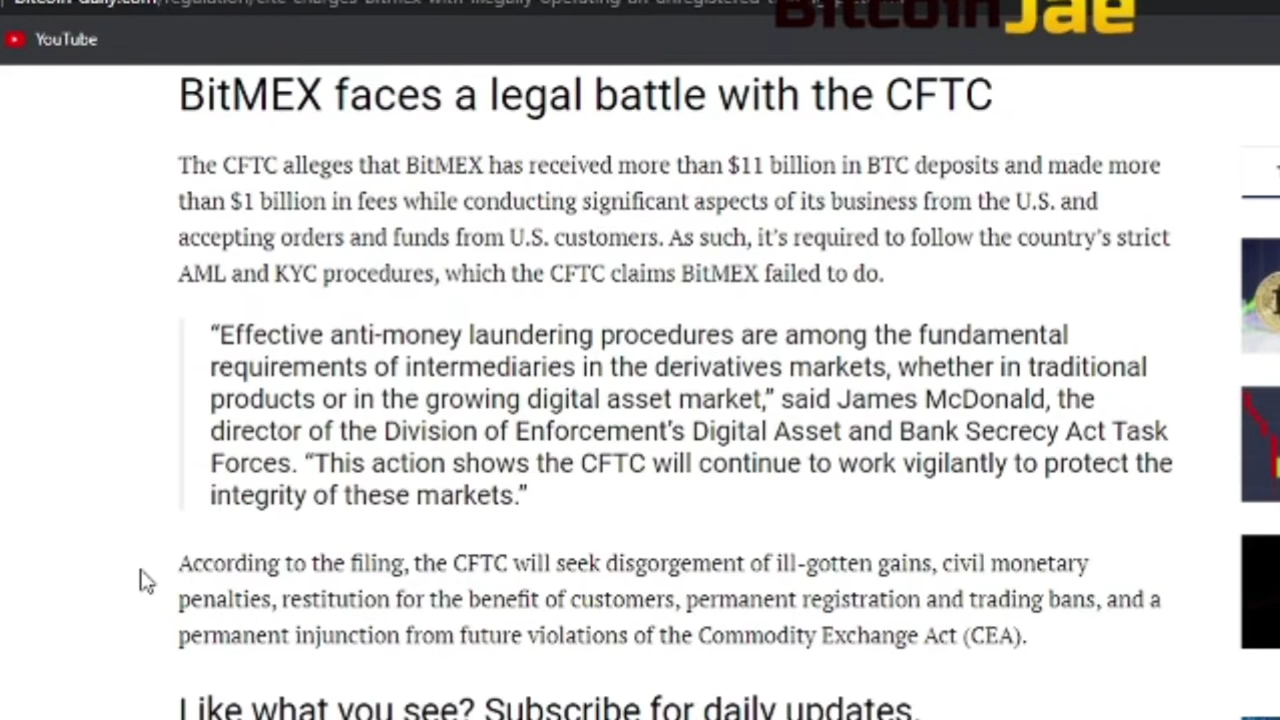 BitcoinJae
YouTube
BitMEX faces a legal battle with the CFTC
The CFTC alleges that BitMEX has received more than $11 billion in BTC deposits and made more
than $1 billion in fees while conducting significant aspects of its business from the U.S. and
accepting orders and funds from U.S. customers. As such, it’s required to follow the country’s strict
AML and KYC procedures, which the CFTC claims BitMEX failed to do.
“Effective anti-money laundering procedures are among the fundamental
requirements of intermediaries in the derivatives markets, whether in traditional
products or in the growing digital asset market,” said James McDonald, the
director of the Division of Enforcement’s Digital Asset and Bank Secrecy Act Task
Forces. “This action shows the CFTC will continue to work vigilantly to protect the
integrity of these markets.”
According to the filing, the CFTC will seek disgorgement of ill-gotten gains, civil monetary
penalties, restitution for the benefit of customers, permanent registration and trading bans, and a
permanent injunction from future violations of the Commodity Exchange Act (CEA).
Like what you see? Subscribe for daily updates.